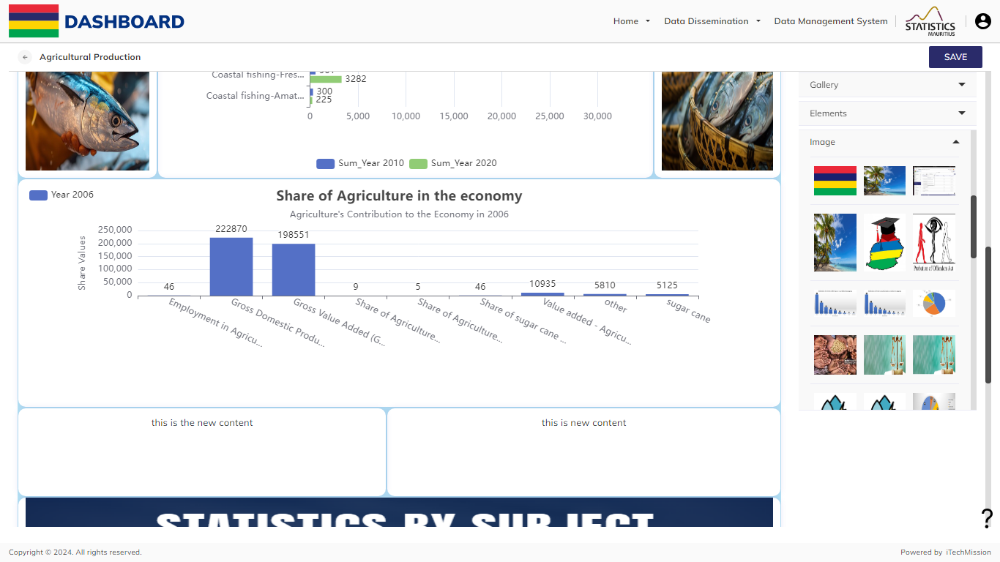 DASHBOARD
Home
Data Dissemination
Data Management System
STATISTICS
MAURITIUS
Agricultural Production
SAVE
Coastal fishing-Fres...
3282
Coastal fishing-Amat...
300
225
0 5,000 10,000 15,000 20,000 25,000 30,000
Sum_Year 2010 Sum_Year 2020
Gallery
Elements
Image
Probation of Offenders Act
Year 2006
Share of Agriculture in the economy
Agriculture's Contribution to the Economy in 2006
Share Values
250,000
200,000
150,000
100,000
50,000
0
46
222870
198551
9
5
46
10935
5810
5125
Employment in Agricu...
Gross Domestic Produ...
Gross Value Added (G...
Share of Agriculture...
Share of Agriculture...
Share of sugar cane ...
Value added - Agricu...
other
sugar cane
this is the new content
this is new content
STATISTICS BY SUBJECT
?
Copyright © 2024. All rights reserved.
Powered by iTechMission